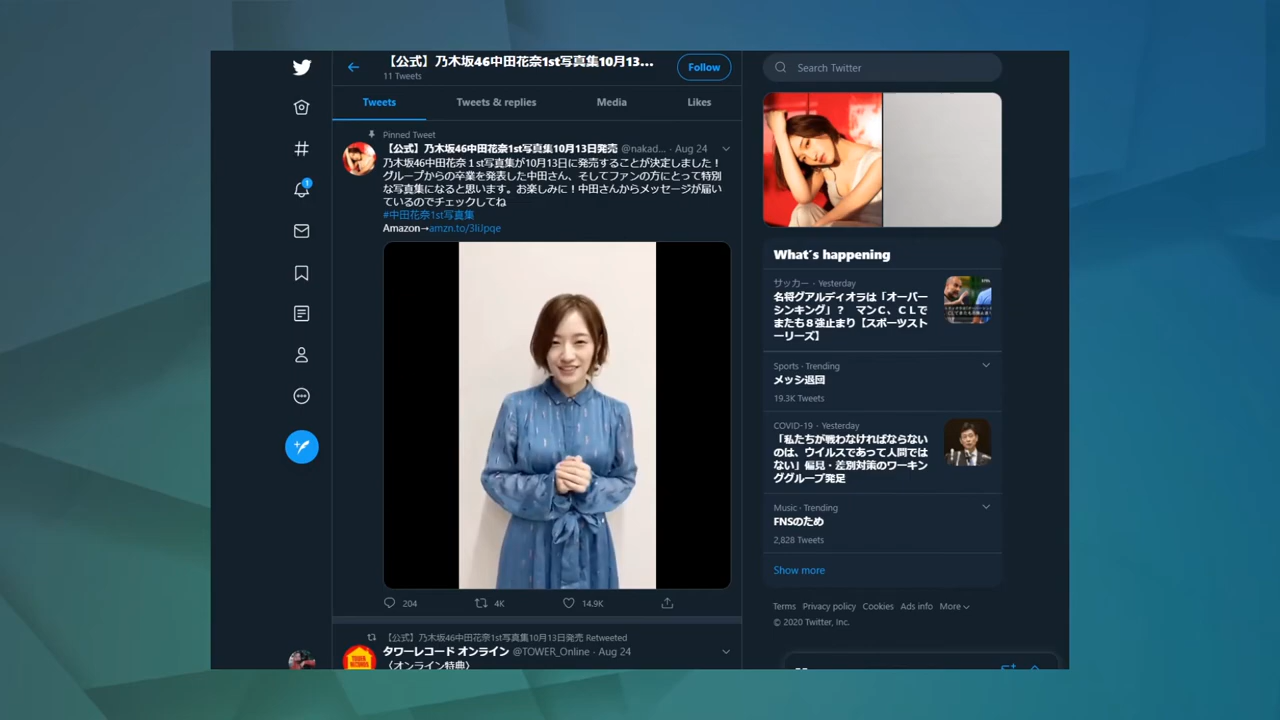 【公式】乃木坂46中田花奈1st写真集10月13...
11 Tweets
Follow
Tweets
Tweets & replies
Media
Likes
Pinned Tweet
【公式】乃木坂46中田花奈1st写真集10月13日発売 @nakad... · Aug 24
乃木坂46中田花奈１st写真集が10月13日に発売することが決定しました！
グループからの卒業を発表した中田さん、そしてファンの方にとって特別
な写真集になると思います。お楽しみに！中田さんからメッセージが届い
ているのでチェックしてね
#中田花奈1st写真集
Amazon→amzn.to/3liJpqe
204
4K
14.9K
【公式】乃木坂46中田花奈1st写真集10月13日発売 Retweeted
タワーレコード オンライン @TOWER_Online · Aug 24
〈オンライン特典〉
Search Twitter
What's happening
サッカー · Yesterday
名将グアルディオラは「オーバー
シンキング」？　マンＣ、ＣＬで
またも８強止まり【スポーツスト
ーリーズ】
Sports · Trending
メッシ退団
19.3K Tweets
COVID-19 · Yesterday
「私たちが戦わなければならない
のは、ウイルスであって人間では
ない」偏見・差別対策のワーキン
ググループ発足
Music · Trending
FNSのため
2,828 Tweets
Show more
Terms Privacy policy Cookies Ads info More
© 2020 Twitter, Inc.